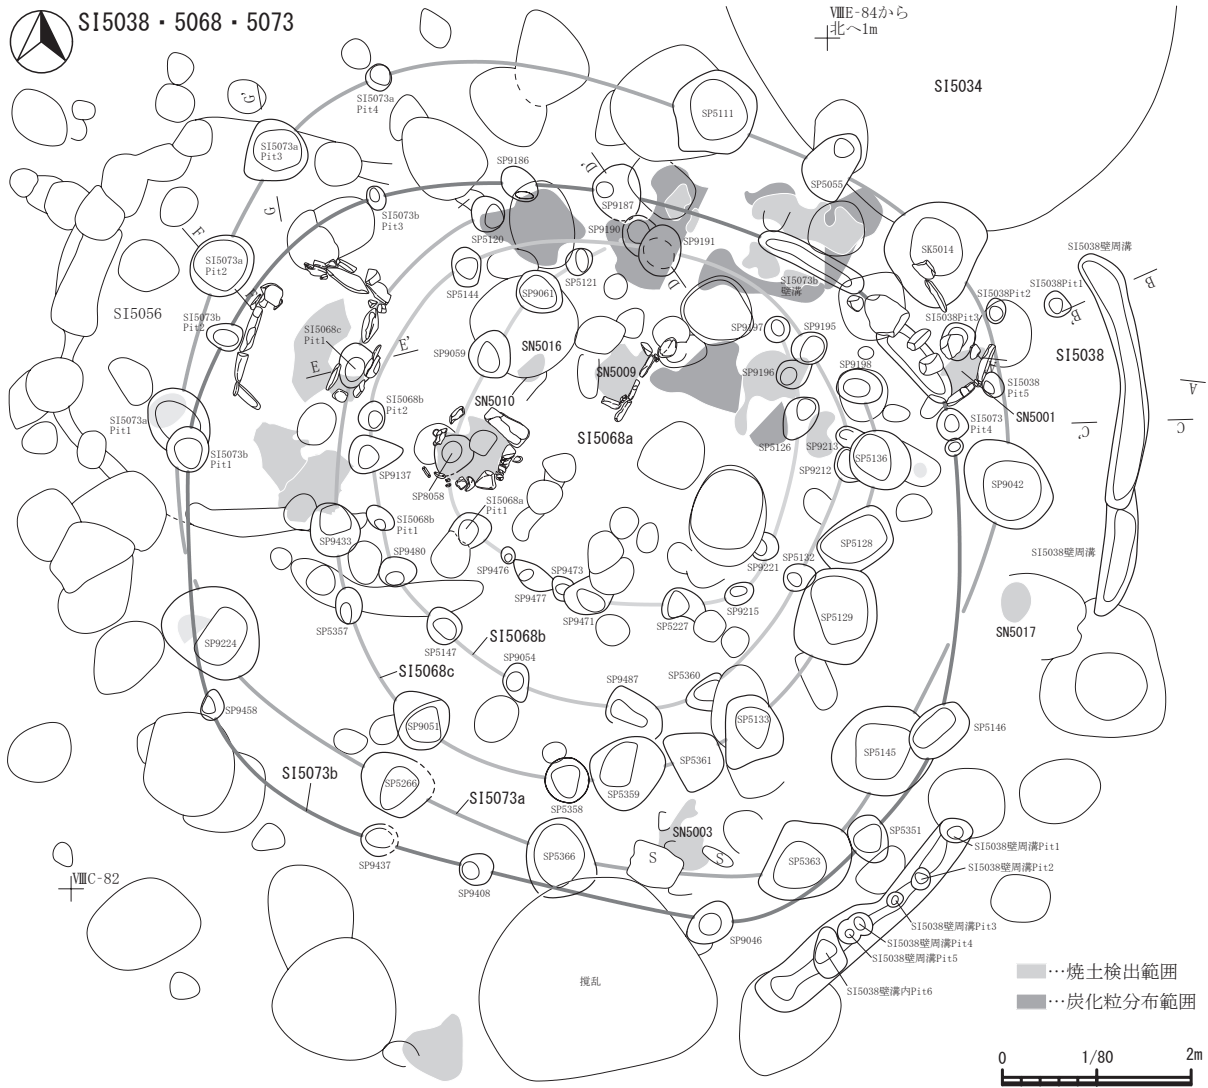 SI5038・5068・5073
ⅧE-84から
北へ1m
SI5034
SI5073a
Pit4
G'
SP5111
SI5073a
Pit3
D'
SP9186
SP5055
SP9187
SI5073b
Pit3
G
F
SP9190
SP9191
SK5014
SI5038壁周溝
SP5120
SI5073a
Pit2
SP5144
SP5121
D
SI5073b
壁溝
B
SI5038Pit1
SI5038Pit2
SP9061
B'
SI5056
SI5073b
Pit2
SI5068c
Pit1
E'
SI5038Pit3
SP9197
SP9195
SN5016
SP9059
SI5038
E
SN5009
SP9196
SP9198
A'
A
SI5038
Pit5
SN5001
SN5010
SI5068b
Pit2
SI5073a
Pit1
SI5073
Pit4
C'
C
SI5068a
SP5126
SP9213
SP9212
SP5136
SI5073b
Pit1
SP9137
SP8058
SP9042
SI5068a
Pit1
SI5068b
Pit1
SP9433
SP5128
SI5038壁周溝
SP9480
SP9476
SP9473
SP5132
SP9221
SP9477
SP9471
SP9215
SP5129
SP5357
SP5227
SN5017
SP9224
SP5147
SI5068b
SP9054
SI5068c
SP9487
SP5360
SP9458
SP9051
SP5133
SP5146
SP5145
SP5361
SI5073b
SP5266
SI5073a
SP5358
SP5359
SN5003
SP5351
SI5038壁周溝Pit1
SP9437
SP5366
S
S
SP5363
SI5038壁周溝Pit2
ⅧC-82
SP9408
SP9046
SI5038壁周溝Pit3
SI5038壁周溝Pit4
SI5038壁周溝Pit5
撹乱
SI5038壁溝内Pit6
…焼土検出範囲
…炭化粒分布範囲
0 1/80 2m